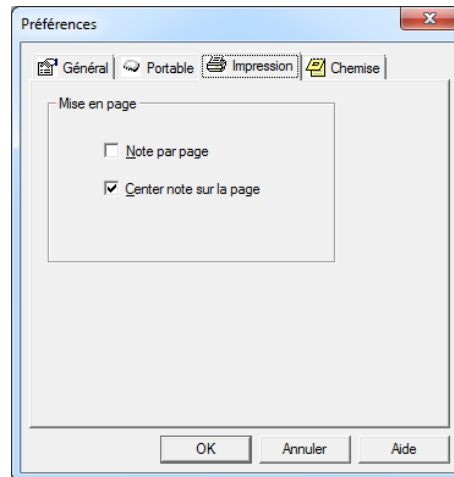 Préférences
Général Portable Impression Chemise
Mise en page
Note par page
Center note sur la page
OK Annuler Aide